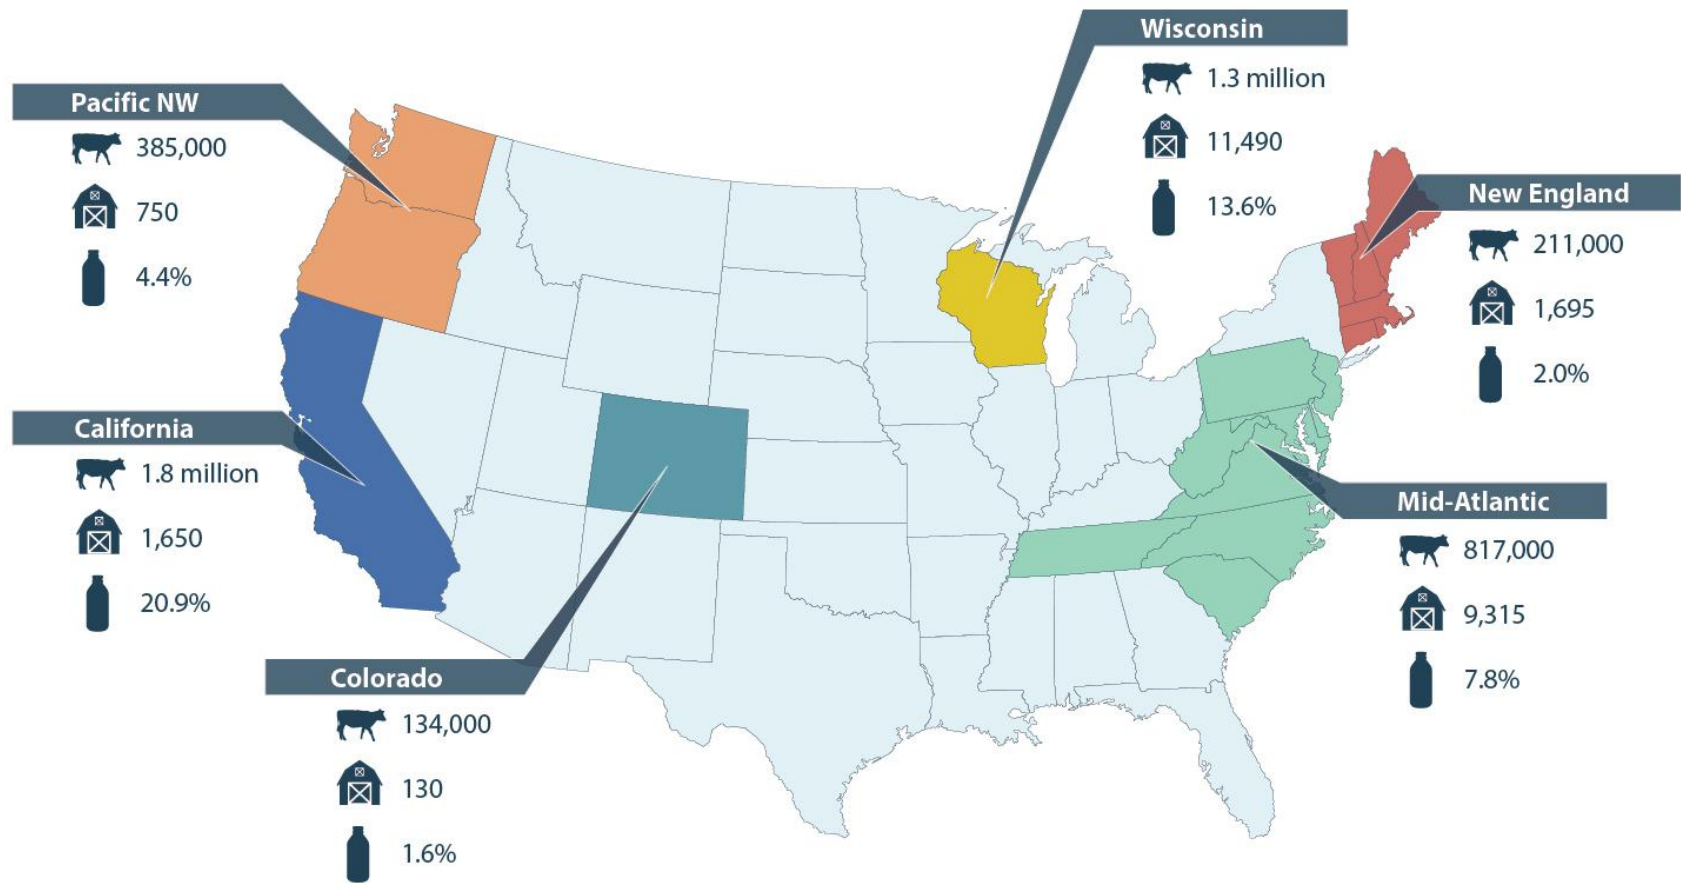 Wisconsin
1.3 million
11,490
13.6%
Pacific NW
385,000
750
4.4%
New England
211,000
1,695
2.0%
California
1.8 million
1,650
20.9%
Mid-Atlantic
817,000
9,315
7.8%
Colorado
134,000
130
1.6%